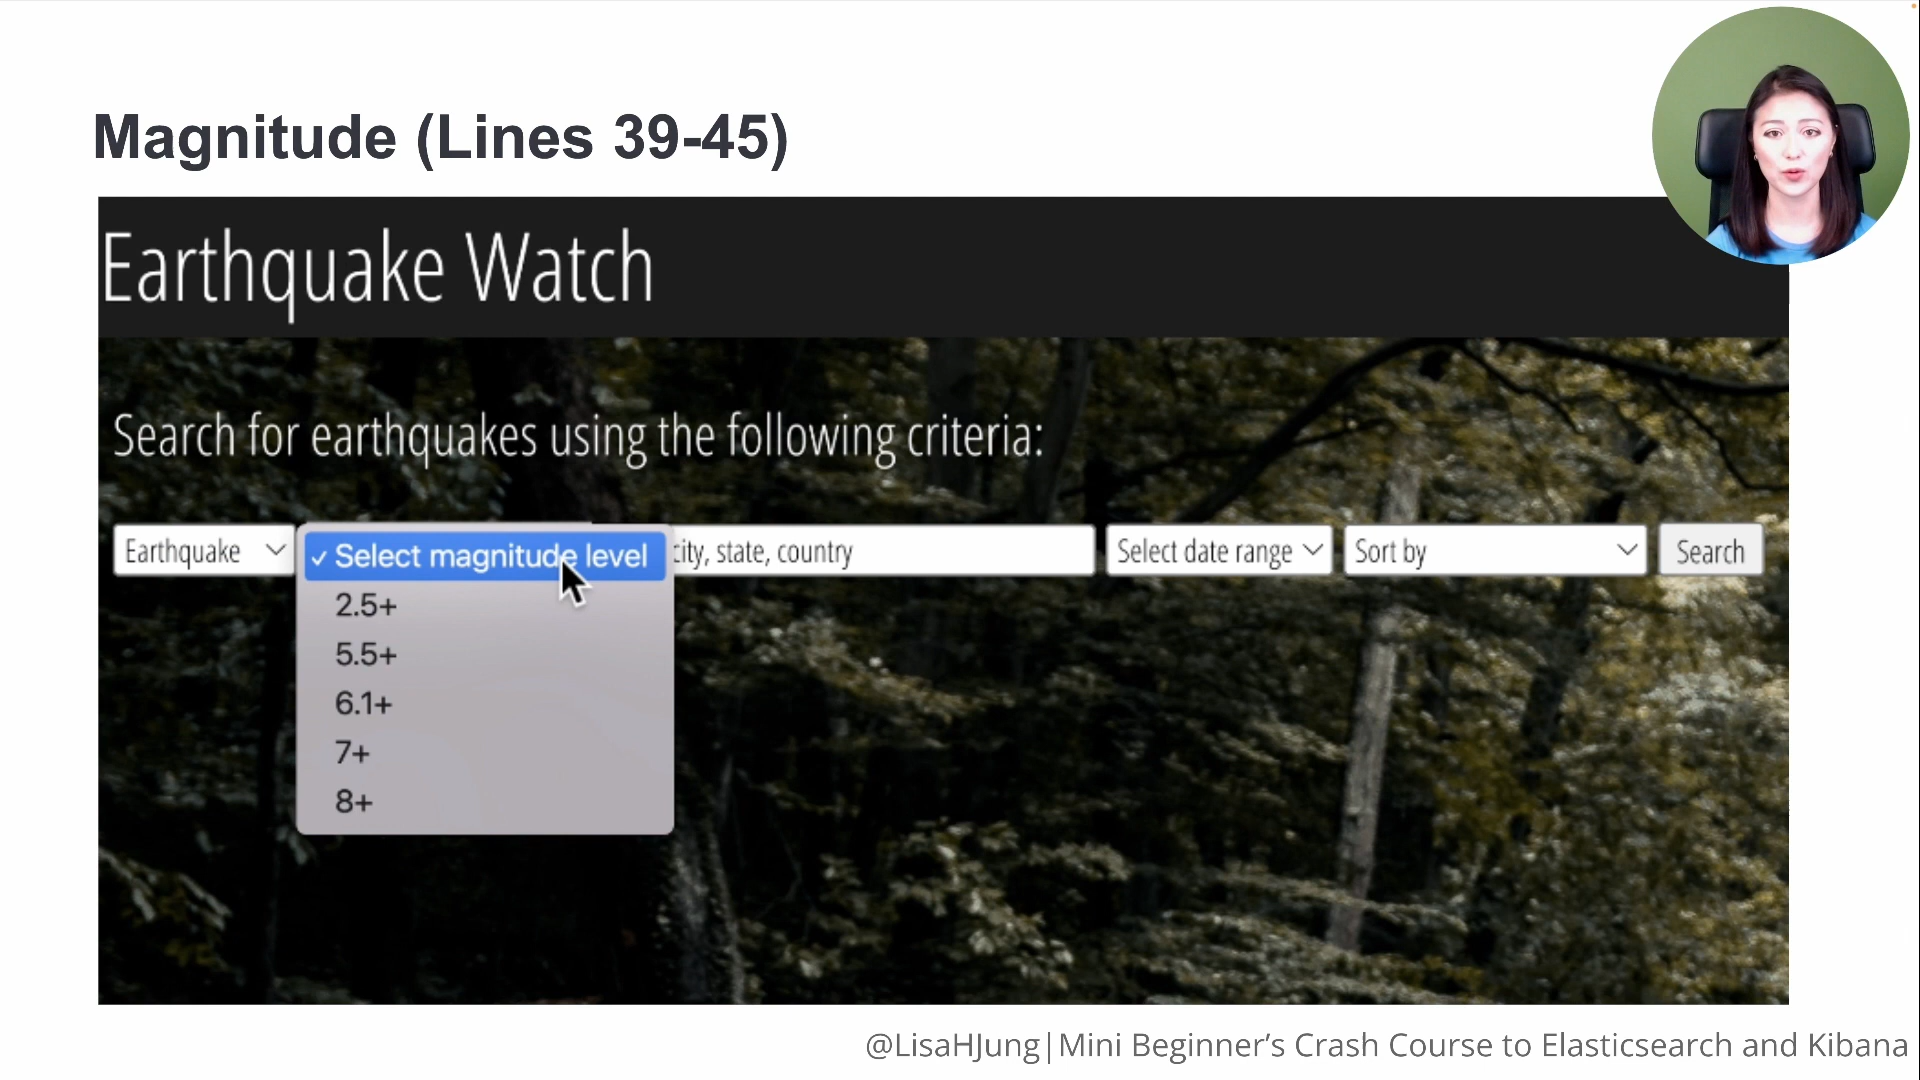 Magnitude (Lines 39-45)
Earthquake Watch
Search for earthquakes using the following criteria:
Earthquake ✓ Select magnitude level city, state, country Select date range Sort by Search
2.5+
5.5+
6.1+
7+
8+
@LisaHJung|Mini Beginner’s Crash Course to Elasticsearch and Kibana